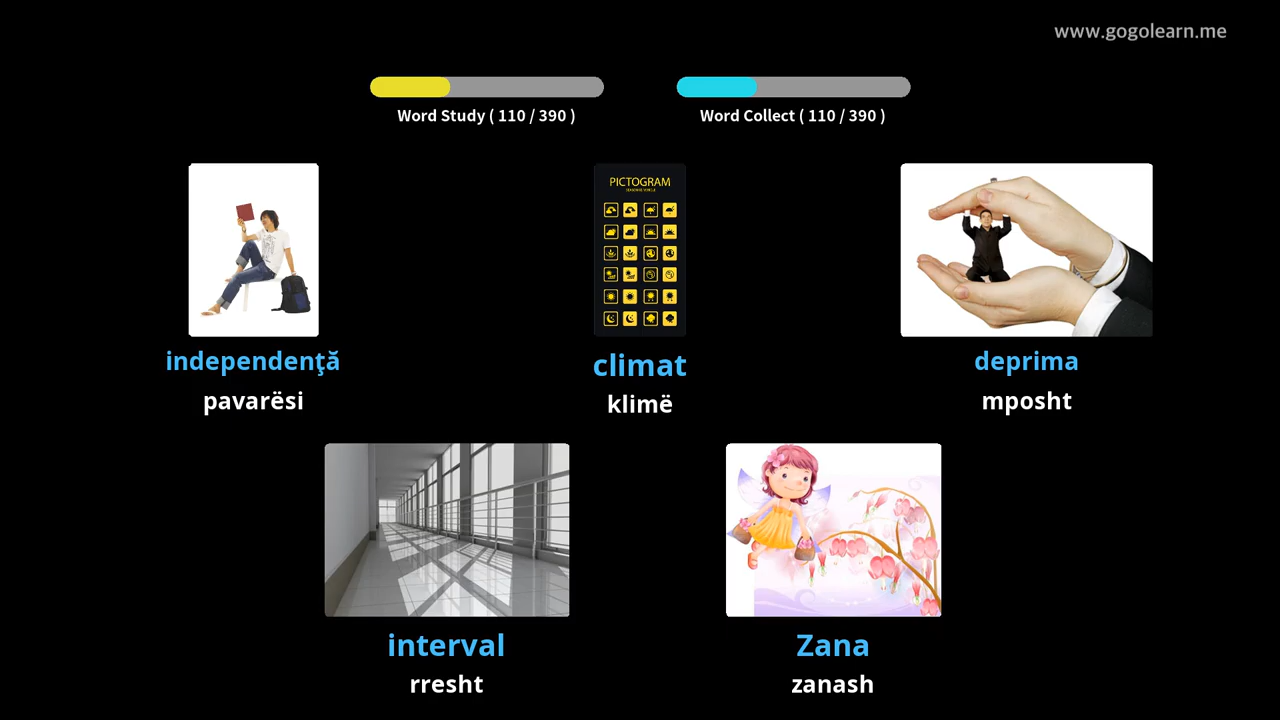 www.gogolearn.me
Word Study ( 110 / 390 )
Word Collect ( 110 / 390 )
PICTOGRAM
independenţă
pavarësi
climat
klimë
deprima
mposht
interval
rresht
Zana
zanash